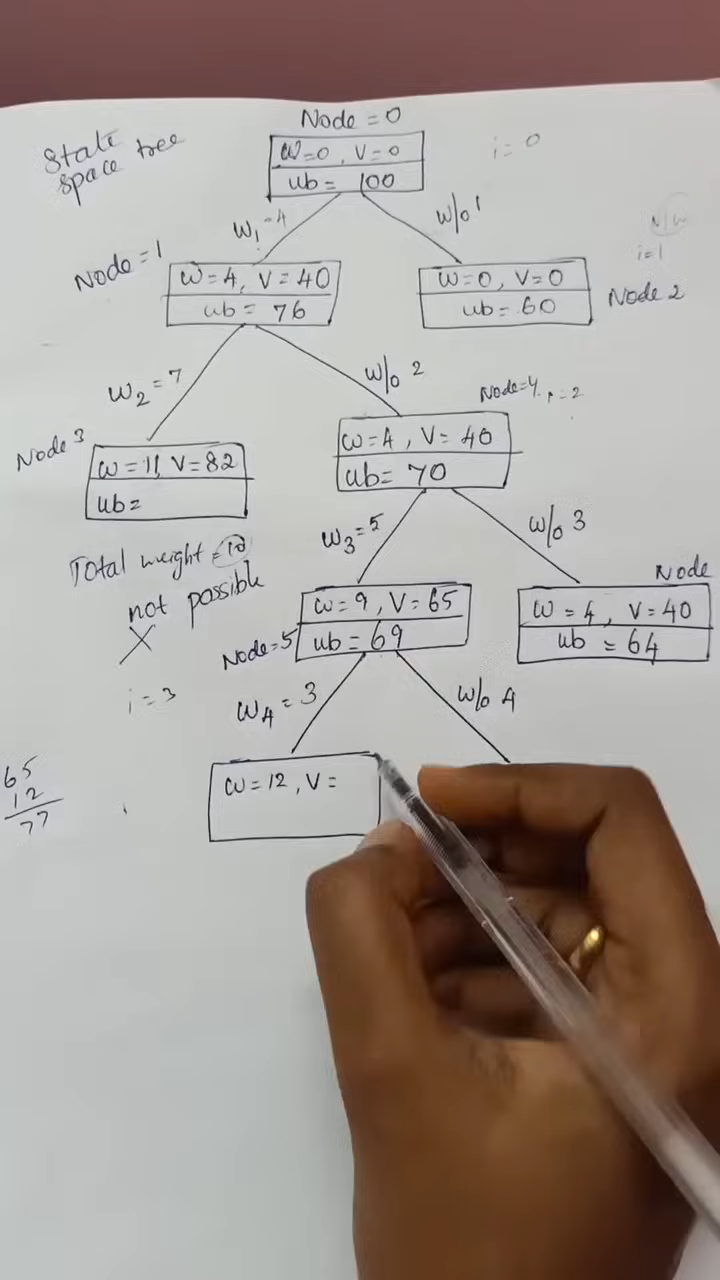 Node = 0
State space tree
w=0, v=0
i=0
ub= 100
w₁=4
w/o 1
i=1
Node=1
w=4, v=40
w=0, v=0
ub= 76
ub= 60
Node 2
w₂=7
w/o 2
Node=4
=2
Node 3
w=11, v=82
w=4, v=40
ub=
ub= 70
w₃=5
w/o 3
Total weight = 10
not possible
X
Node
w=9, v=65
w=4, v=40
Node=5
ub=69
ub =64
i=3
w₄=3
w/o 4
65
12
77
w=12, v=